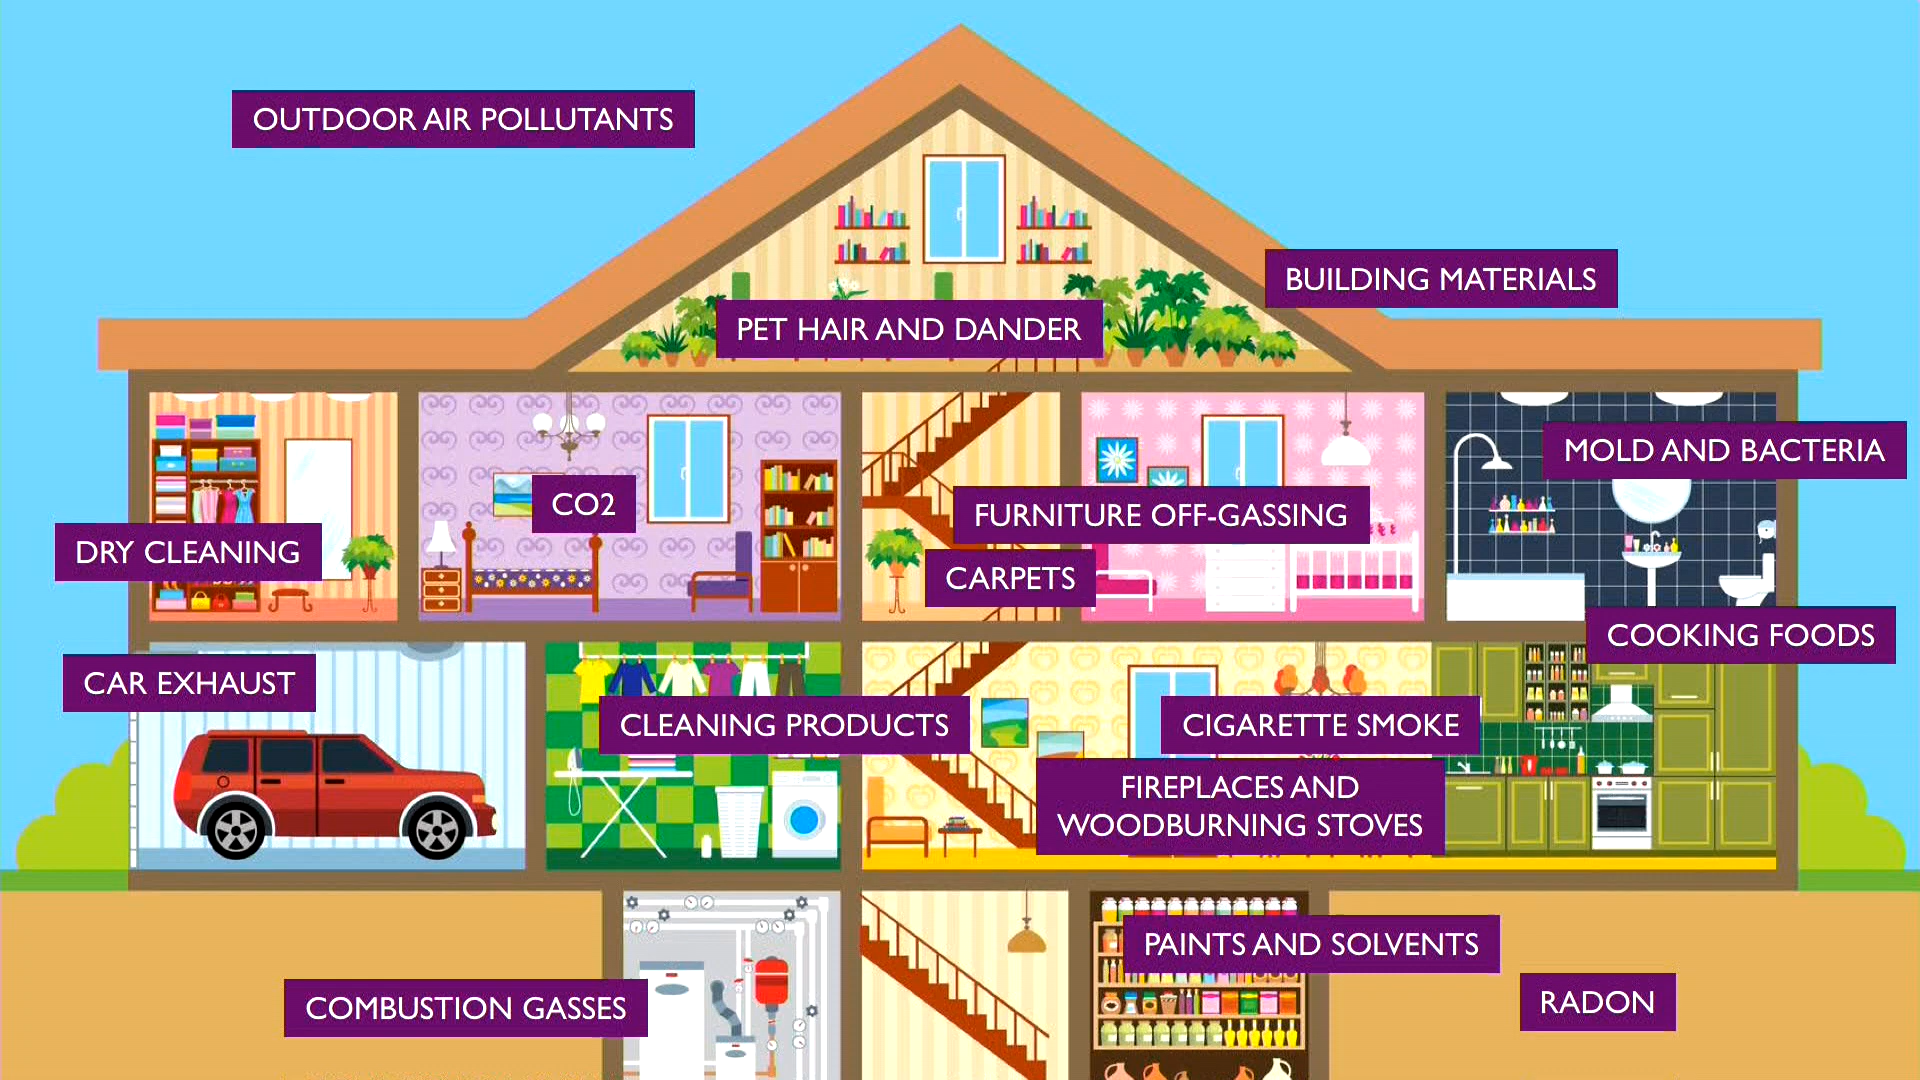 OUTDOOR AIR POLLUTANTS
BUILDING MATERIALS
PET HAIR AND DANDER
MOLD AND BACTERIA
CO2
FURNITURE OFF-GASSING
DRY CLEANING
CARPETS
COOKING FOODS
CAR EXHAUST
CLEANING PRODUCTS
CIGARETTE SMOKE
FIREPLACES AND
WOODBURNING STOVES
PAINTS AND SOLVENTS
COMBUSTION GASSES
RADON